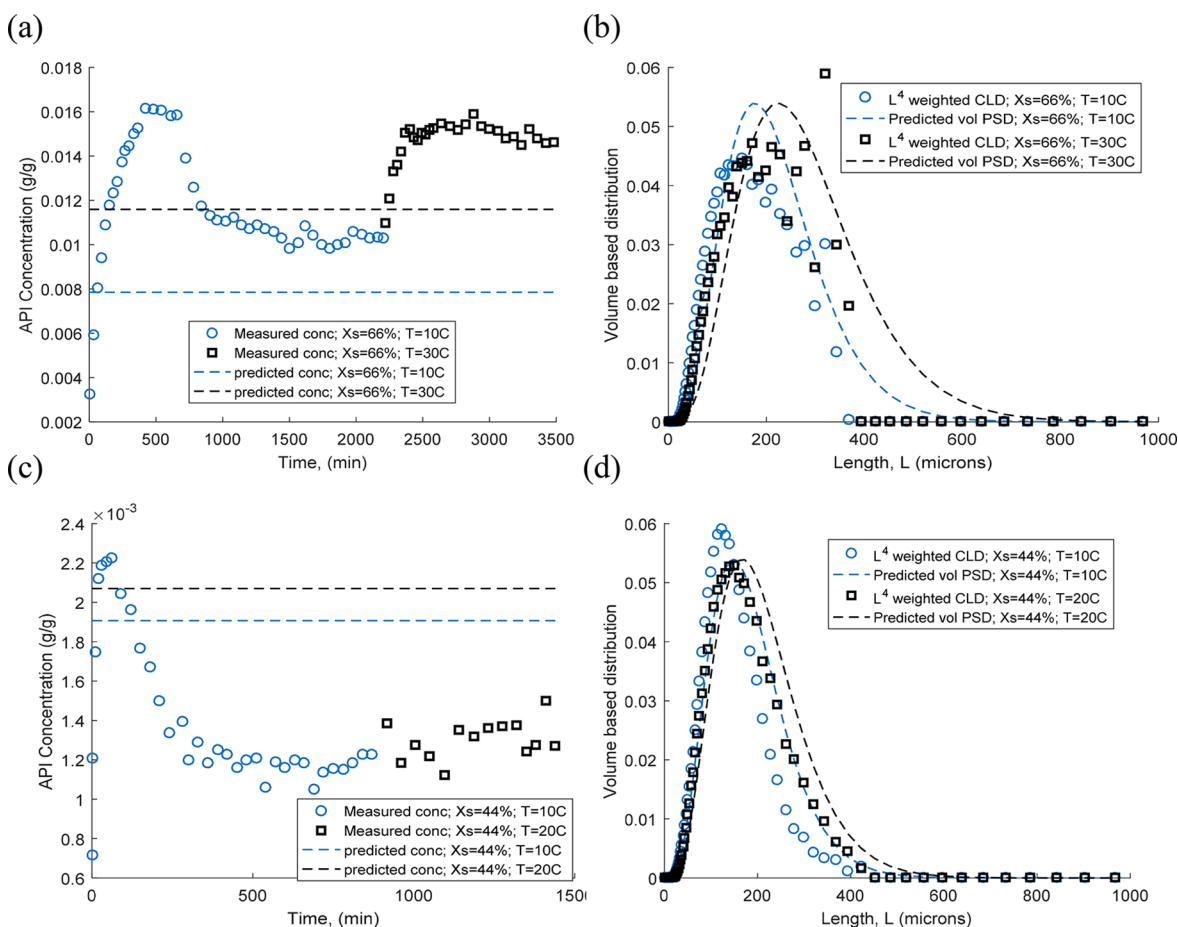 (a)
0.018
0.016
0.014
0.012
0.01
0.008
0.006
0.004
0.002
API Concentration (g/g)
Measured conc; Xs=66%; T=10C
Measured conc; Xs=66%; T=30C
predicted conc; Xs=66%; T=10C
predicted conc; Xs=66%; T=30C
0 500 1000 1500 2000 2500 3000 3500
Time, (min)
(b)
0.06
0.05
0.04
0.03
0.02
0.01
0
Volume based distribution
L⁴ weighted CLD; Xs=66%; T=10C
Predicted vol PSD; Xs=66%; T=10C
L⁴ weighted CLD; Xs=66%; T=30C
Predicted vol PSD; Xs=66%; T=30C
0 200 400 600 800 1000
Length, L (microns)
(c)
×10⁻³
2.4
2.2
2
1.8
1.6
1.4
1.2
1
0.8
0.6
API Concentration (g/g)
Measured conc; Xs=44%; T=10C
Measured conc; Xs=44%; T=20C
predicted conc; Xs=44%; T=10C
predicted conc; Xs=44%; T=20C
0 500 1000 1500
Time, (min)
(d)
0.06
0.05
0.04
0.03
0.02
0.01
0
Volume based distribution
L⁴ weighted CLD; Xs=44%; T=10C
Predicted vol PSD; Xs=44%; T=10C
L⁴ weighted CLD; Xs=44%; T=20C
Predicted vol PSD; Xs=44%; T=20C
0 200 400 600 800 1000
Length, L (microns)